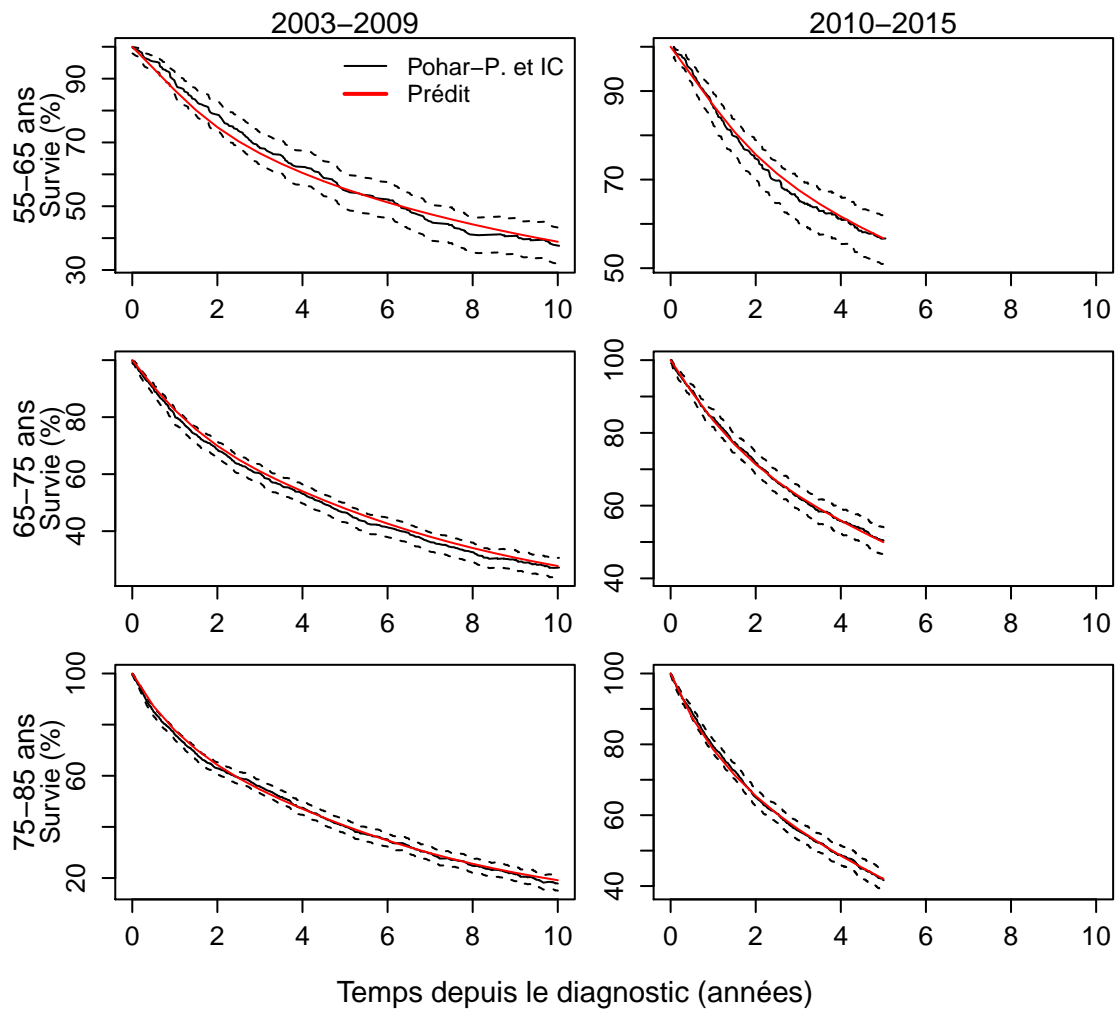 2003–2009
2010–2015
55–65 ans
Survie (%)
30 50 70 90
Pohar–P. et IC
Prédit
0 2 4 6 8 10
50 70 90
0 2 4 6 8 10
65–75 ans
Survie (%)
40 60 80
0 2 4 6 8 10
40 60 80 100
0 2 4 6 8 10
75–85 ans
Survie (%)
20 60 100
0 2 4 6 8 10
40 60 80 100
0 2 4 6 8 10
Temps depuis le diagnostic (années)